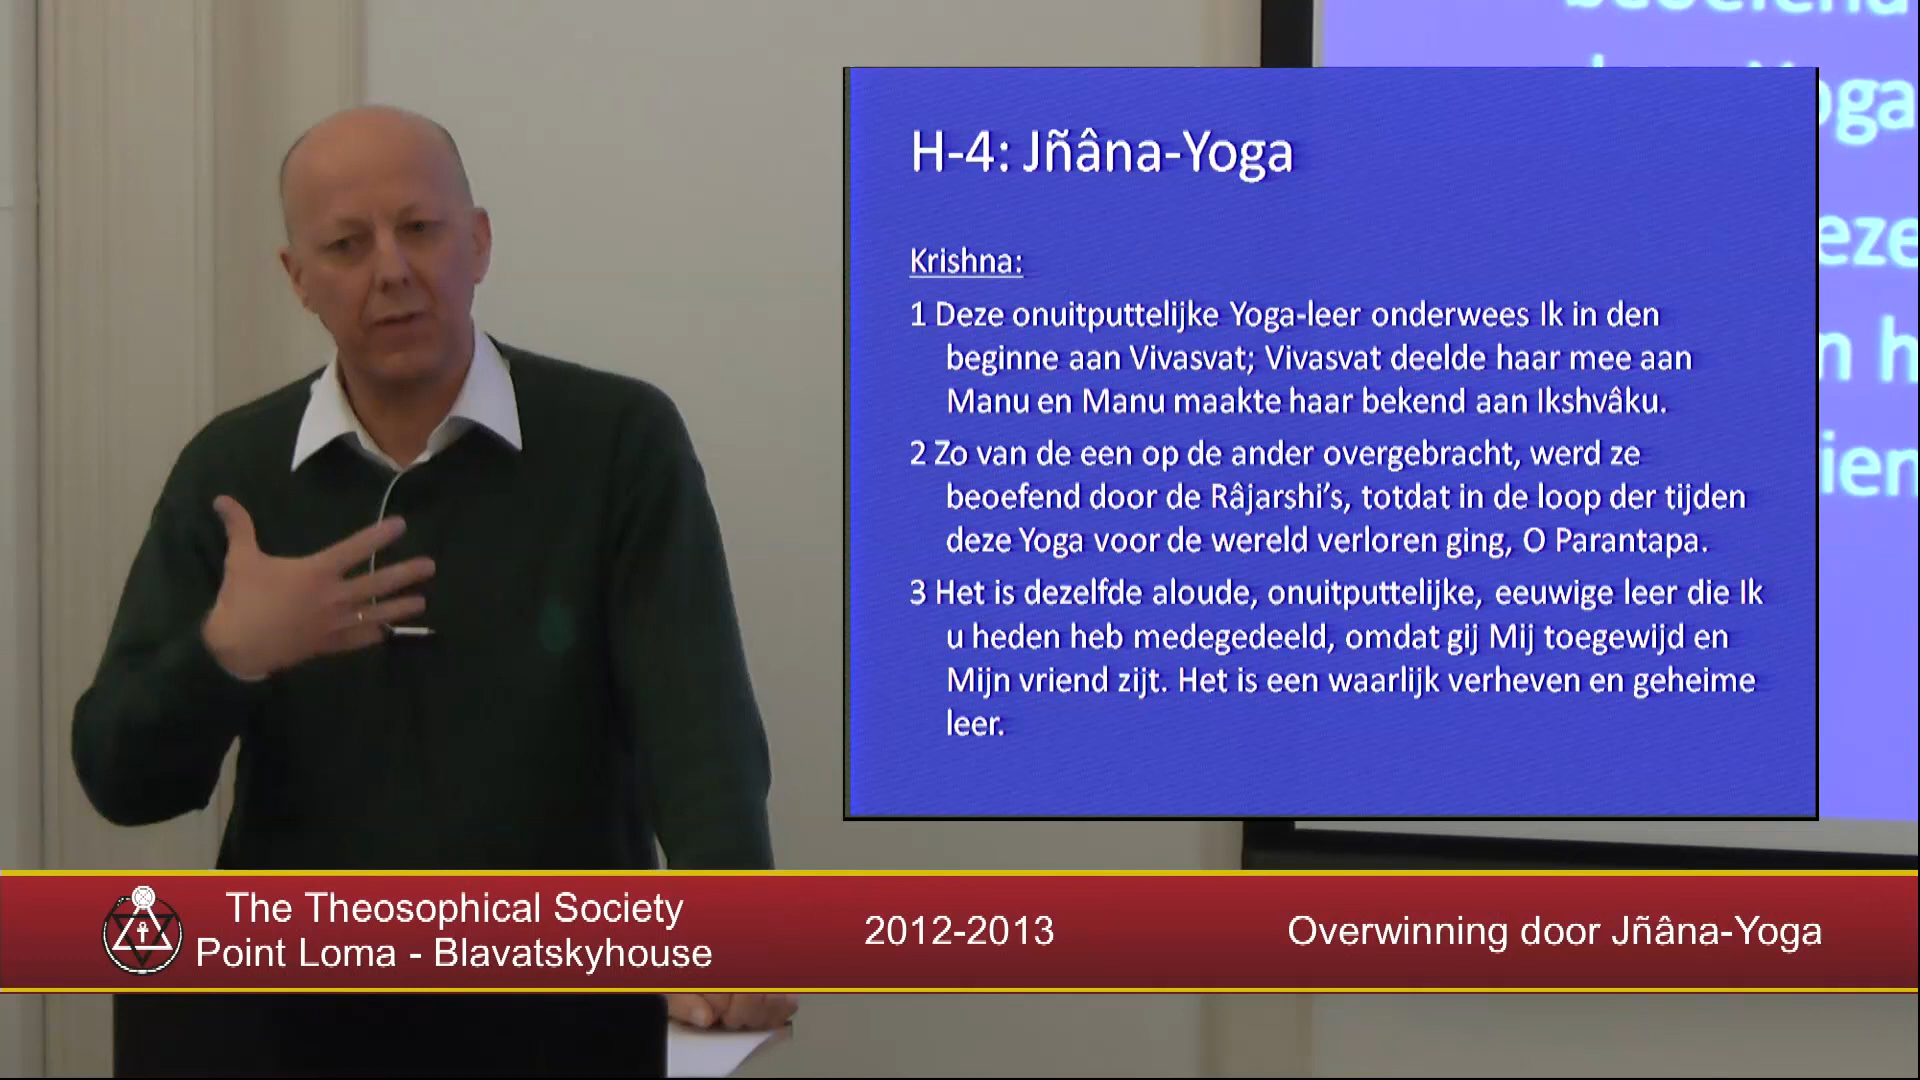 beoefend
oga
eze
n h
ien
H-4: Jñâna-Yoga
Krishna:
1 Deze onuitputtelijke Yoga-leer onderwees Ik in den
beginne aan Vivasvat; Vivasvat deelde haar mee aan
Manu en Manu maakte haar bekend aan Ikshvâku.
2 Zo van de een op de ander overgebracht, werd ze
beoefend door de Râjarshi’s, totdat in de loop der tijden
deze Yoga voor de wereld verloren ging, O Parantapa.
3 Het is dezelfde aloude, onuitputtelijke, eeuwige leer die Ik
u heden heb medegedeeld, omdat gij Mij toegewijd en
Mijn vriend zijt. Het is een waarlijk verheven en geheime
leer.
The Theosophical Society
Point Loma - Blavatskyhouse
2012-2013
Overwinning door Jñâna-Yoga